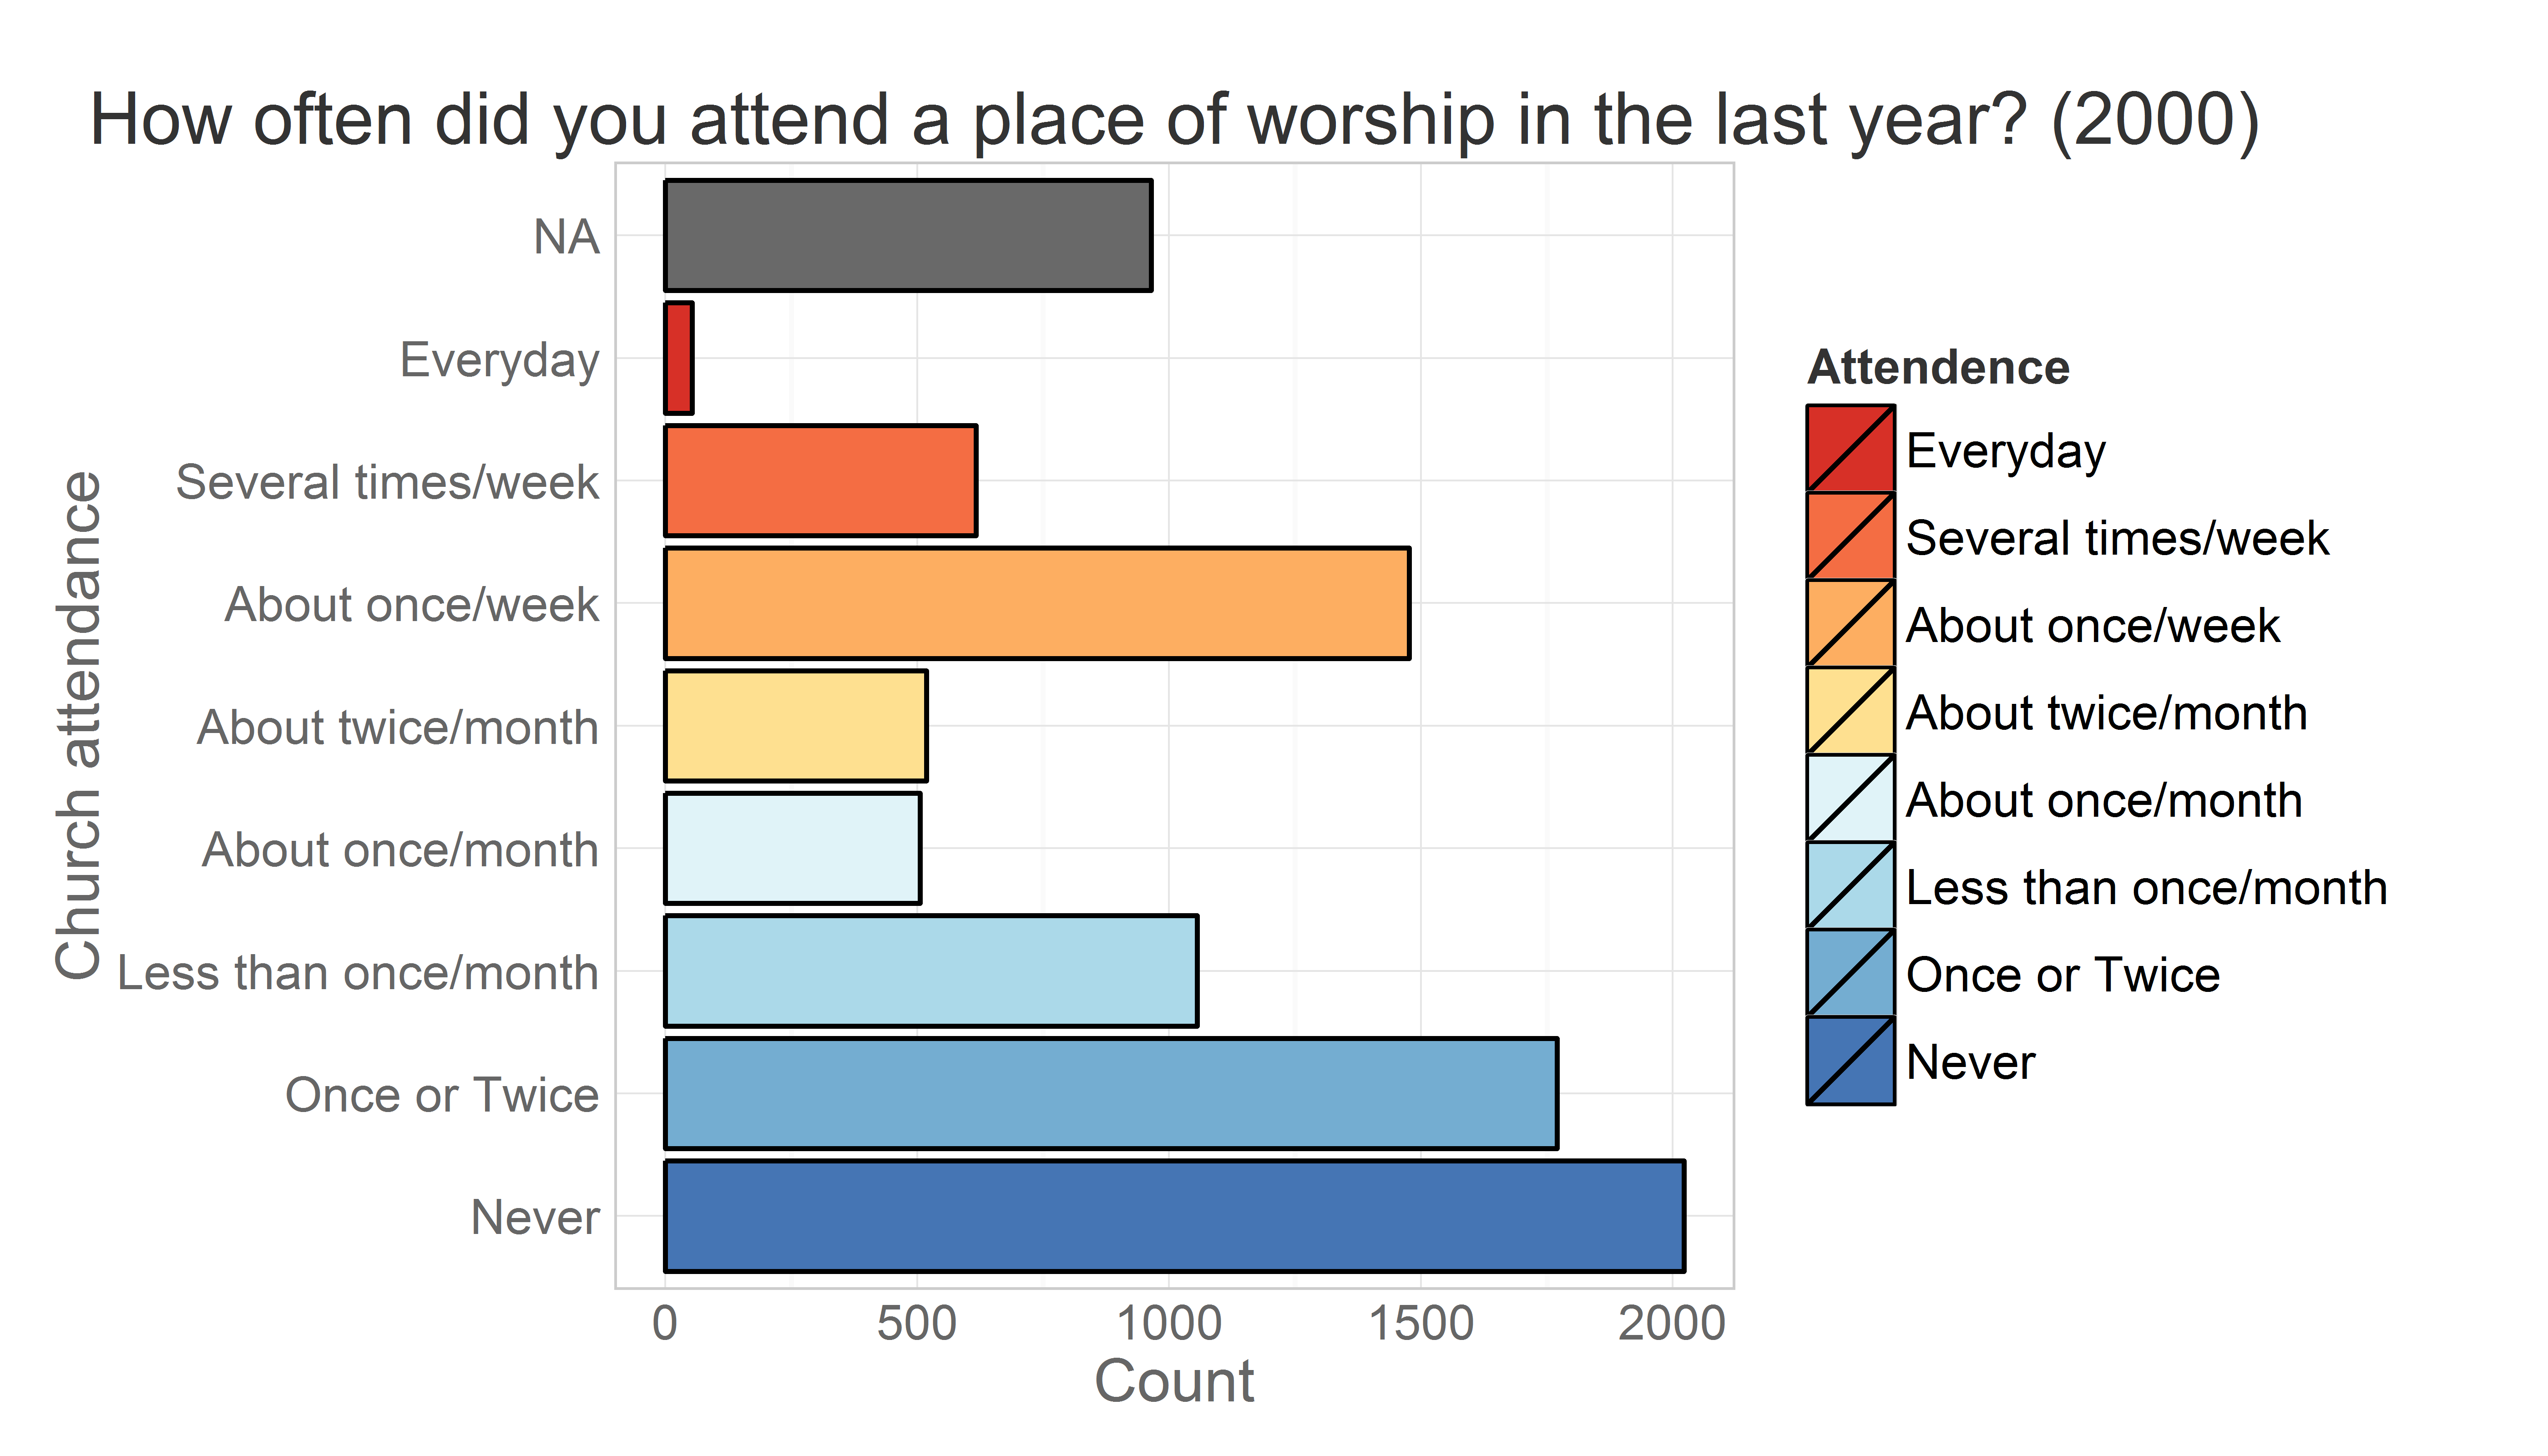 How often did you attend a place of worship in the last year? (2000)
Church attendance
NA
Everyday
Several times/week
About once/week
About twice/month
About once/month
Less than once/month
Once or Twice
Never
0 500 1000 1500 2000
Count
Attendence
Everyday
Several times/week
About once/week
About twice/month
About once/month
Less than once/month
Once or Twice
Never